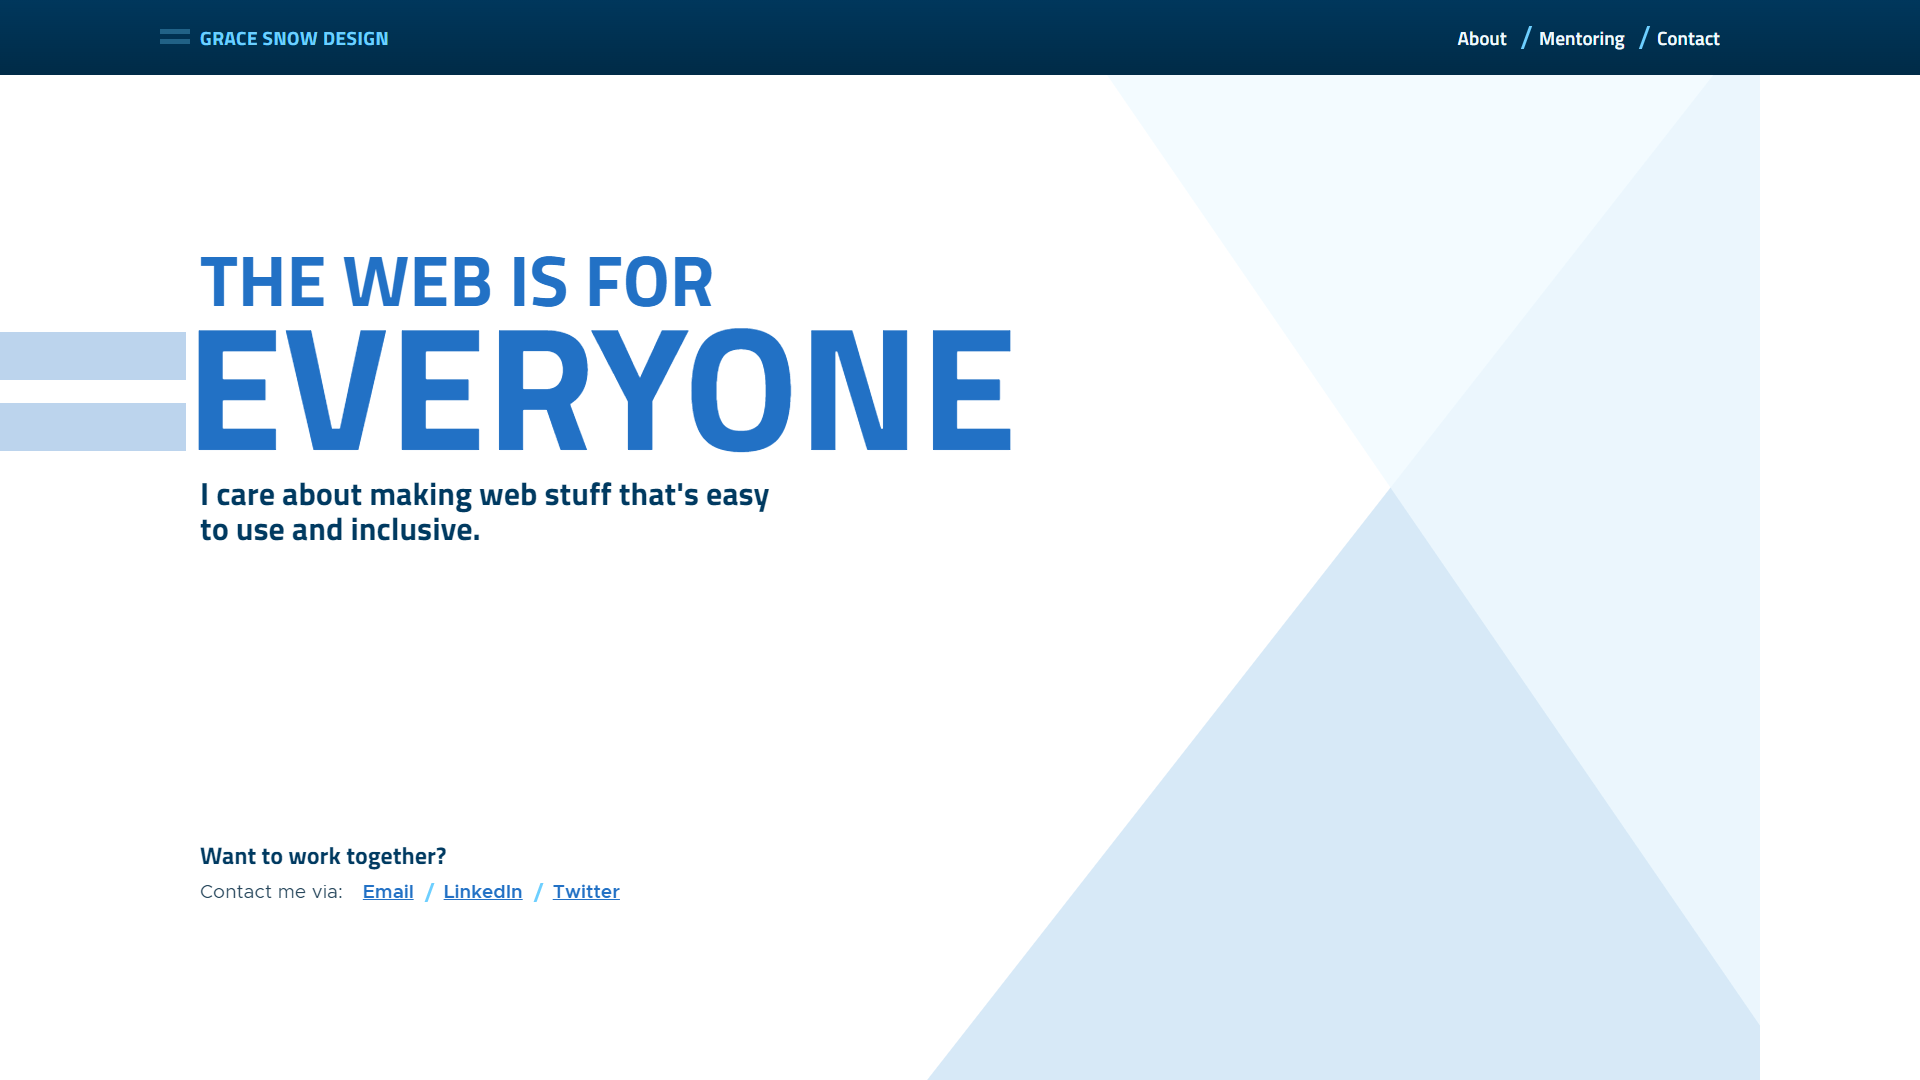 GRACE SNOW DESIGN
About / Mentoring / Contact
THE WEB IS FOR
EVERYONE
I care about making web stuff that's easy
to use and inclusive.
Want to work together?
Contact me via: Email / LinkedIn / Twitter